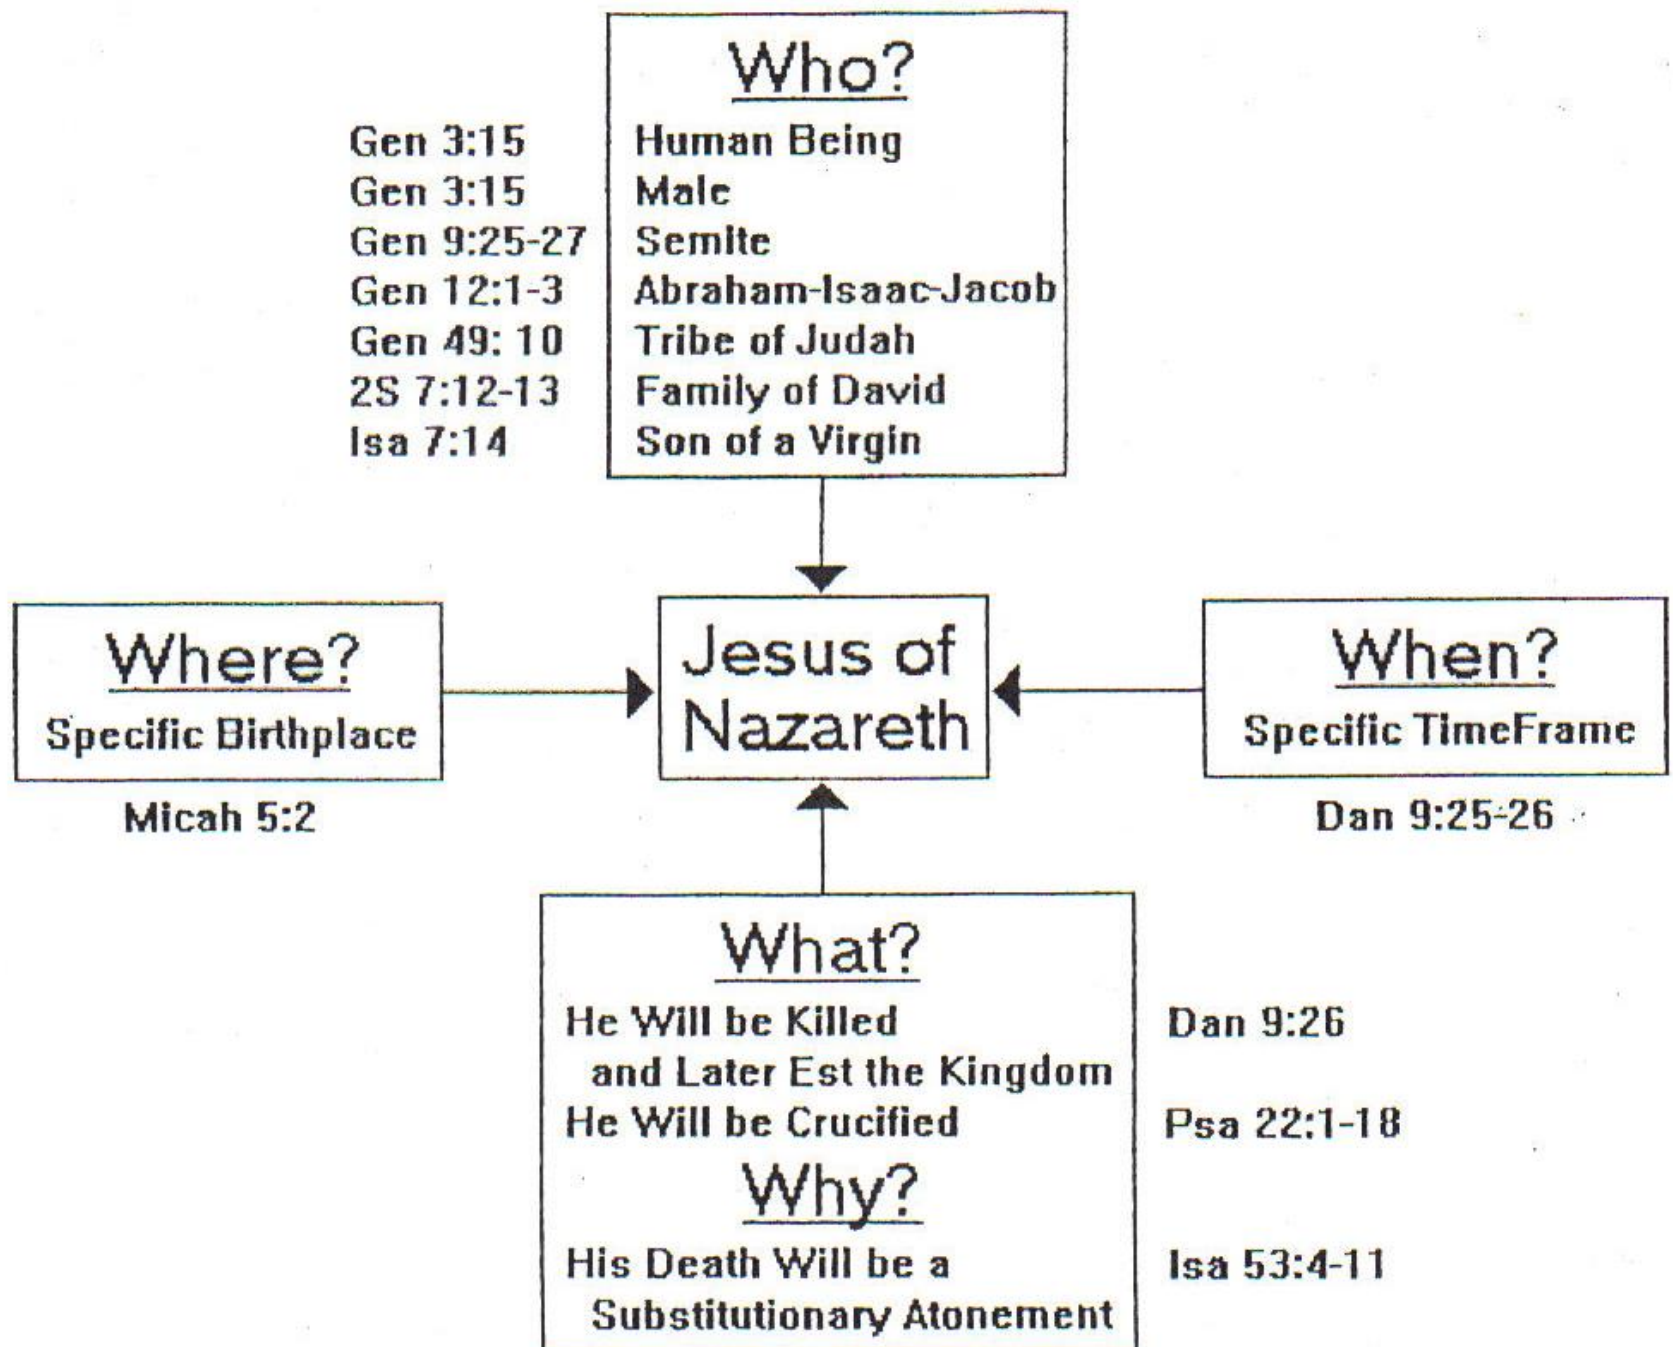 Who?
Gen 3:15 Human Being
Gen 3:15 Male
Gen 9:25-27 Semite
Gen 12:1-3 Abraham-Isaac-Jacob
Gen 49: 10 Tribe of Judah
2S 7:12-13 Family of David
Isa 7:14 Son of a Virgin
Where?
Specific Birthplace
Micah 5:2
Jesus of
Nazareth
When?
Specific TimeFrame
Dan 9:25-26
What?
He Will be Killed Dan 9:26
and Later Est the Kingdom
He Will be Crucified Psa 22:1-18
Why?
His Death Will be a Isa 53:4-11
Substitutionary Atonement